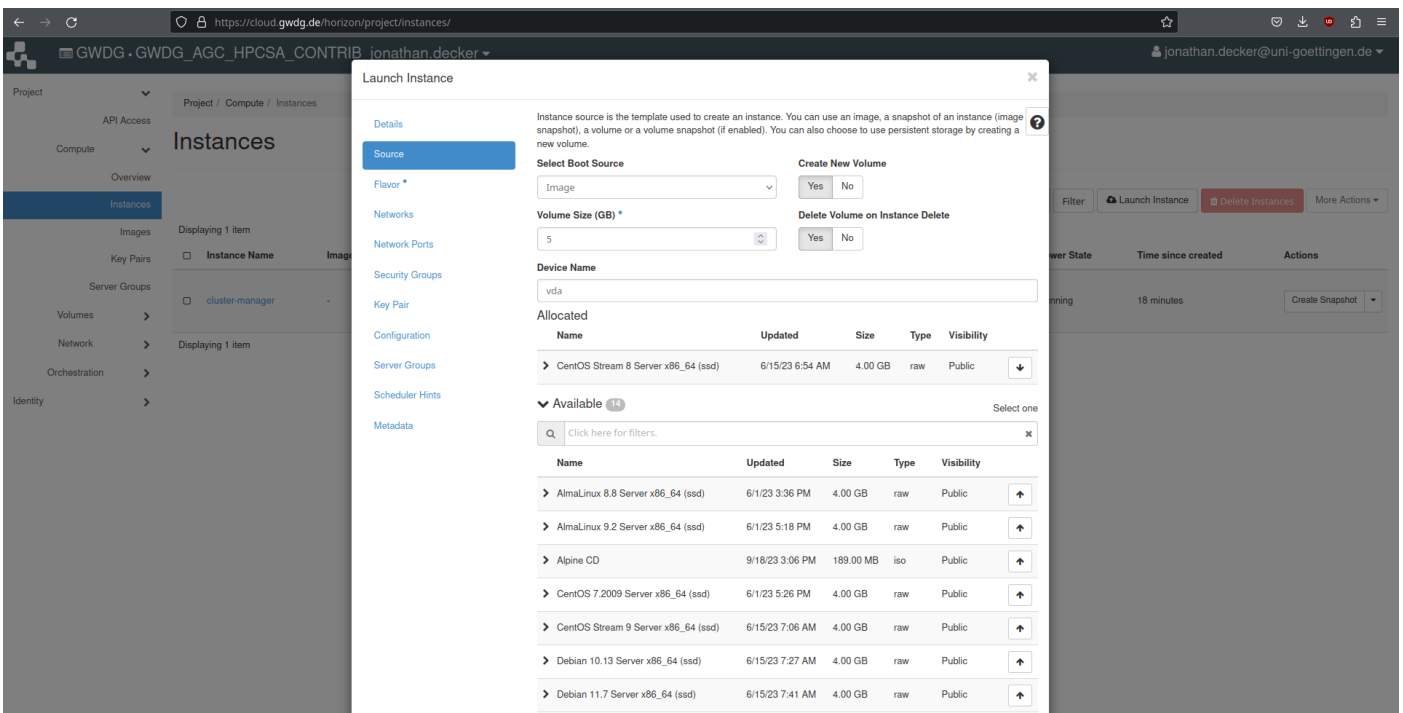 https://cloud.gwdg.de/horizon/project/instances/
GWDG • GWDG_AGC_HPCSA_CONTRIB_jonathan.decker
jonathan.decker@uni-goettingen.de
Project
API Access
Compute
Overview
Instances
Images
Key Pairs
Server Groups
Volumes
Network
Orchestration
Identity
Project / Compute / Instances
Instances
Filter
Launch Instance
Delete Instances
More Actions
Displaying 1 item
Instance Name
Time since created
Actions
cluster-manager
-
18 minutes
Create Snapshot
Displaying 1 item
Launch Instance
Details
Source
Flavor *
Networks
Network Ports
Security Groups
Key Pair
Configuration
Server Groups
Scheduler Hints
Metadata
Instance source is the template used to create an instance. You can use an image, a snapshot of an instance (image
snapshot), a volume or a volume snapshot (if enabled). You can also choose to use persistent storage by creating a
new volume.
Select Boot Source Create New Volume
Image Yes No
Volume Size (GB) * Delete Volume on Instance Delete
5 Yes No
Device Name
vda
Allocated
Name Updated Size Type Visibility
CentOS Stream 8 Server x86_64 (ssd) 6/15/23 6:54 AM 4.00 GB raw Public
Available 14 Select one
Click here for filters.
Name Updated Size Type Visibility
AlmaLinux 8.8 Server x86_64 (ssd) 6/1/23 3:36 PM 4.00 GB raw Public
AlmaLinux 9.2 Server x86_64 (ssd) 6/1/23 5:18 PM 4.00 GB raw Public
Alpine CD 9/18/23 3:06 PM 189.00 MB iso Public
CentOS 7.2009 Server x86_64 (ssd) 6/1/23 5:26 PM 4.00 GB raw Public
CentOS Stream 9 Server x86_64 (ssd) 6/15/23 7:06 AM 4.00 GB raw Public
Debian 10.13 Server x86_64 (ssd) 6/15/23 7:27 AM 4.00 GB raw Public
Debian 11.7 Server x86_64 (ssd) 6/15/23 7:41 AM 4.00 GB raw Public